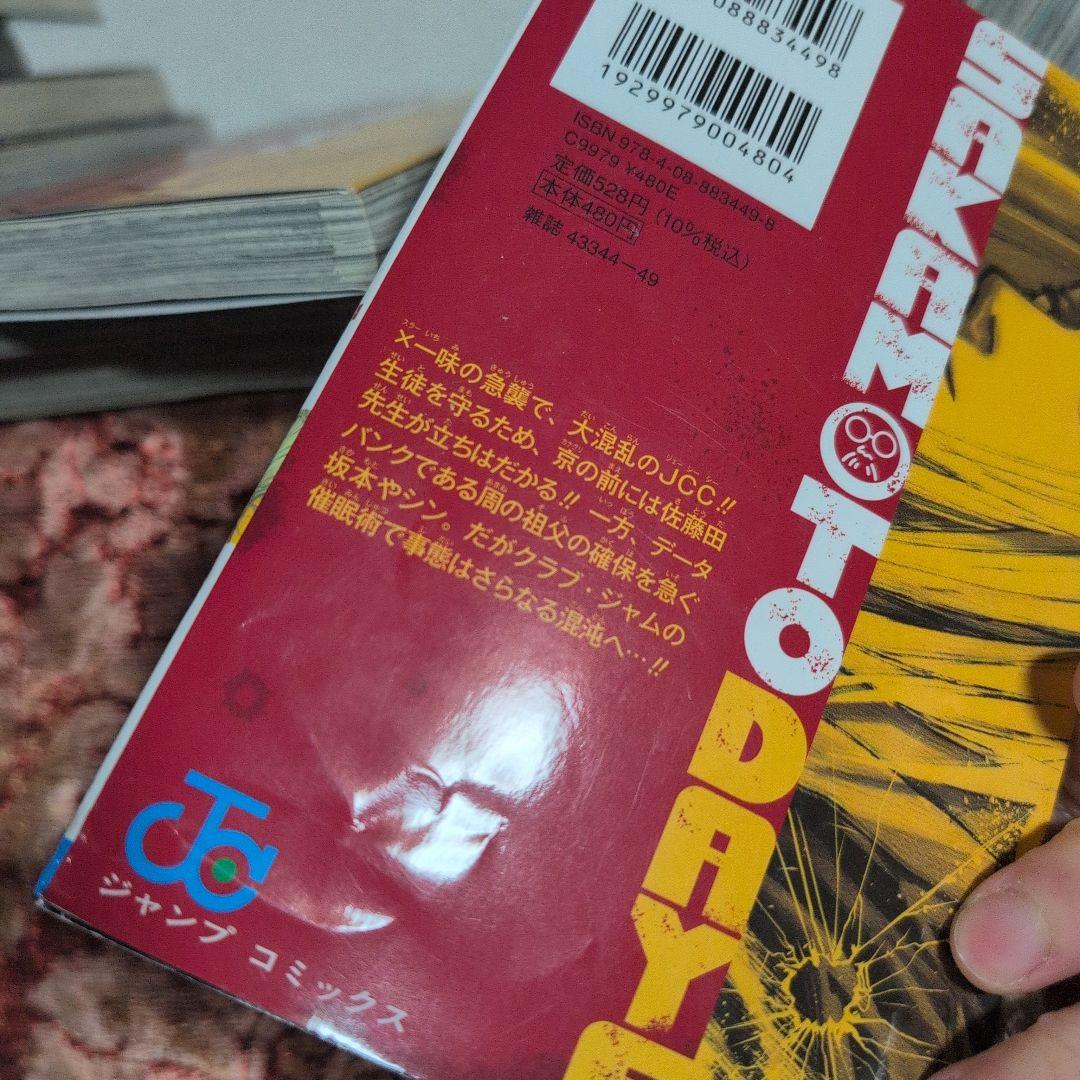 088834498
1929979004804
ISBN 978-4-08-883449-8
C9979 ¥480E
定価528円(10%税込)
本体480円
雑誌 43344-49
×一味の急襲で、大混乱のJCC!!
生徒を守るため、京の前には佐藤田
先生が立ちはだかる!! 一方、データ
バンクである周の祖父の確保を急ぐ
坂本やシン。だがクラブ・ジャムの
催眠術で事態はさらなる混沌へ…!!
SAKAMOTO DAYS
JC
ジャンプ コミックス